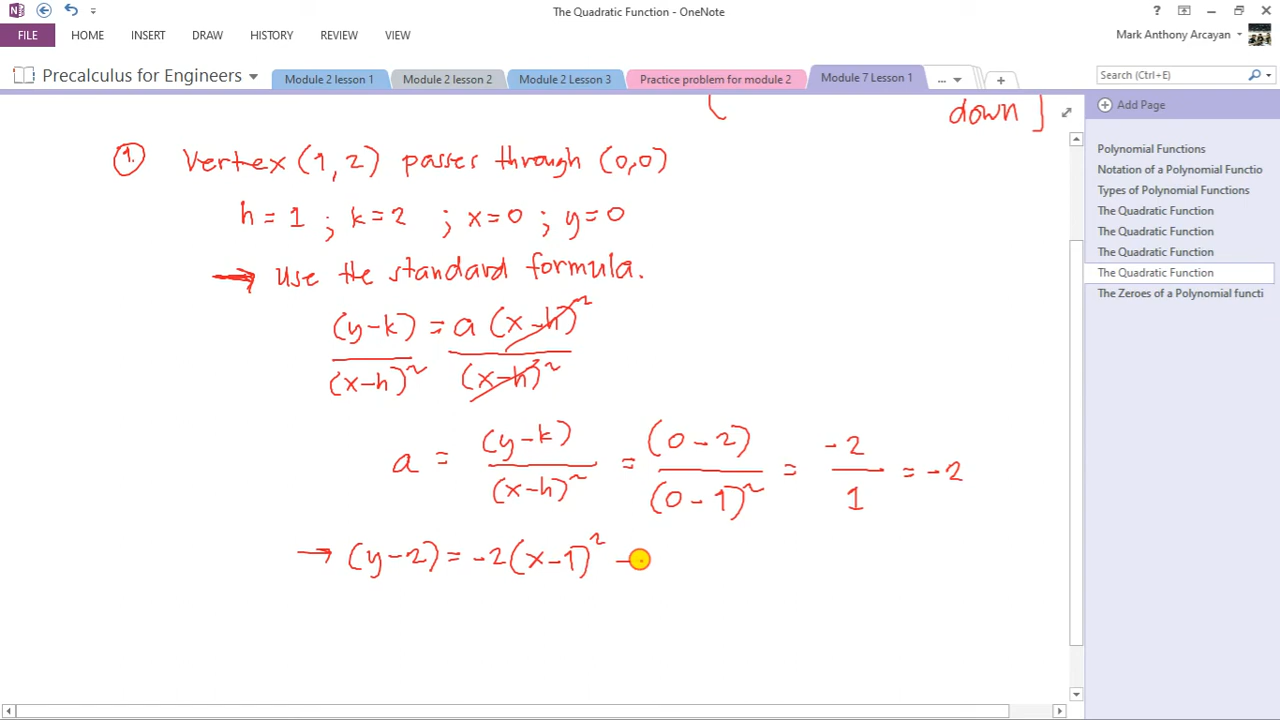 The Quadratic Function - OneNote
?
FILE HOME INSERT DRAW HISTORY REVIEW VIEW
Mark Anthony Arcayan
Precalculus for Engineers
Module 2 lesson 1
Module 2 lesson 2
Module 2 Lesson 3
Practice problem for module 2
Module 7 Lesson 1
...
+
Search (Ctrl+E)
down ]
1. Vertex (1, 2) passes through (0,0)
h = 1 ; k = 2 ; x = 0 ; y = 0
→ Use the standard formula.
(y-k) = a (x-h)²
(x-h)² (x-h)²
a = (y-k) / (x-h)² = (0-2) / (0-1)² = -2 / 1 = -2
→ (y-2) = -2(x-1)²
Add Page
Polynomial Functions
Notation of a Polynomial Functio
Types of Polynomial Functions
The Quadratic Function
The Quadratic Function
The Quadratic Function
The Quadratic Function
The Zeroes of a Polynomial functi